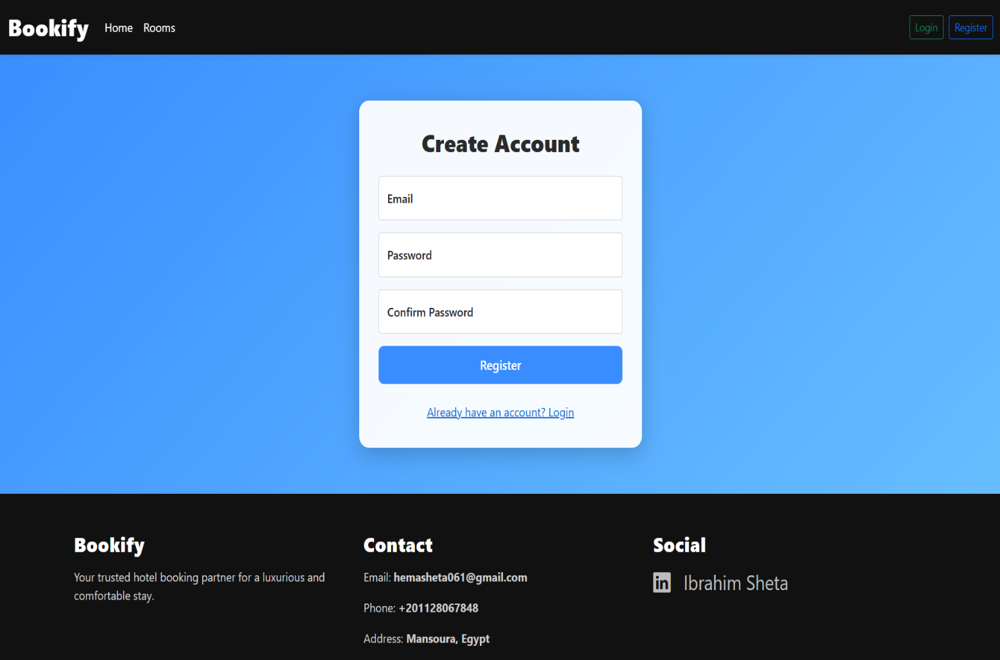 Bookify Home Rooms Login Register
Create Account
Email
Password
Confirm Password
Register
Already have an account? Login
Bookify
Your trusted hotel booking partner for a luxurious and
comfortable stay.
Contact
Email: hemasheta061@gmail.com
Phone: +201128067848
Address: Mansoura, Egypt
Social
in Ibrahim Sheta